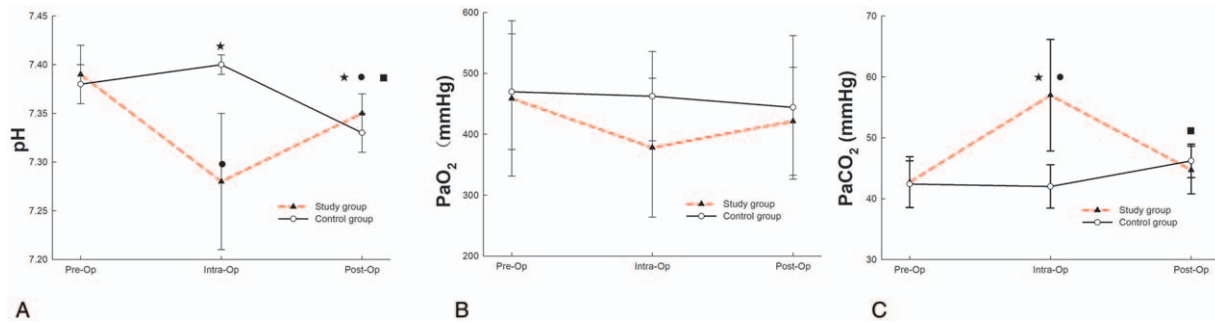 7.45
7.40
7.35
7.30
7.25
7.20
pH
Pre-Op
Intra-Op
Post-Op
Study group
Control group
A
600
500
400
300
200
PaO2 (mmHg)
Pre-Op
Intra-Op
Post-Op
Study group
Control group
B
70
60
50
40
30
PaCO2 (mmHg)
Pre-Op
Intra-Op
Post-Op
Study group
Control group
C